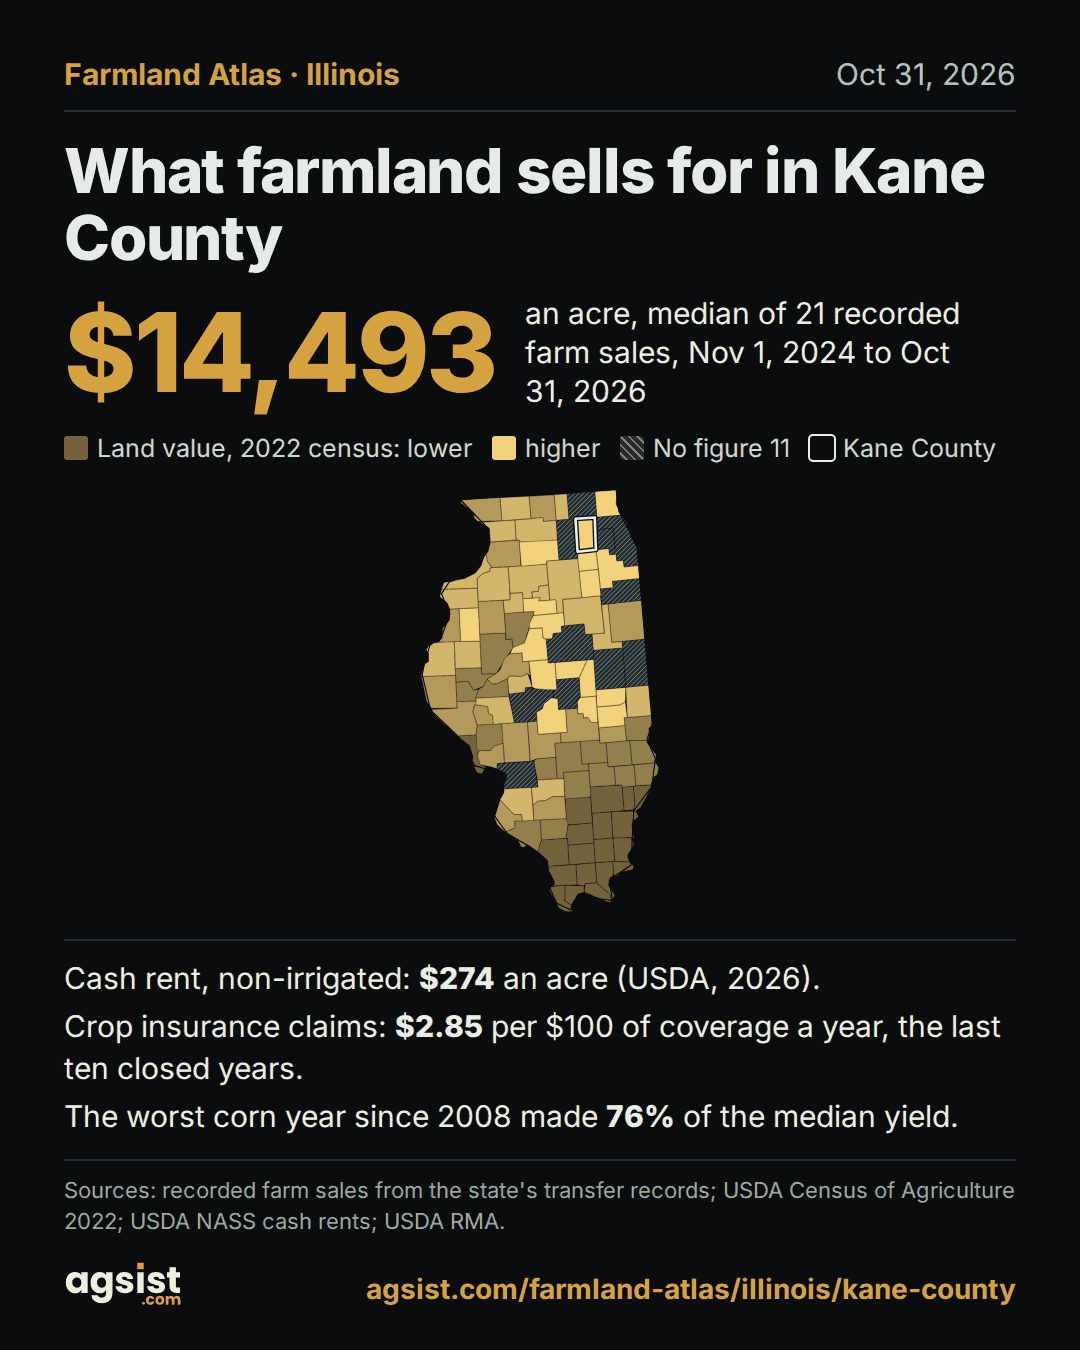 Farmland Atlas · Illinois
Oct 31, 2026
What farmland sells for in Kane
County
$14,493
an acre, median of 21 recorded
farm sales, Nov 1, 2024 to Oct
31, 2026
Land value, 2022 census: lower
higher
No figure 11
Kane County
Cash rent, non-irrigated: $274 an acre (USDA, 2026).
Crop insurance claims: $2.85 per $100 of coverage a year, the last
ten closed years.
The worst corn year since 2008 made 76% of the median yield.
Sources: recorded farm sales from the state's transfer records; USDA Census of Agriculture
2022; USDA NASS cash rents; USDA RMA.
agsist
.com
agsist.com/farmland-atlas/illinois/kane-county